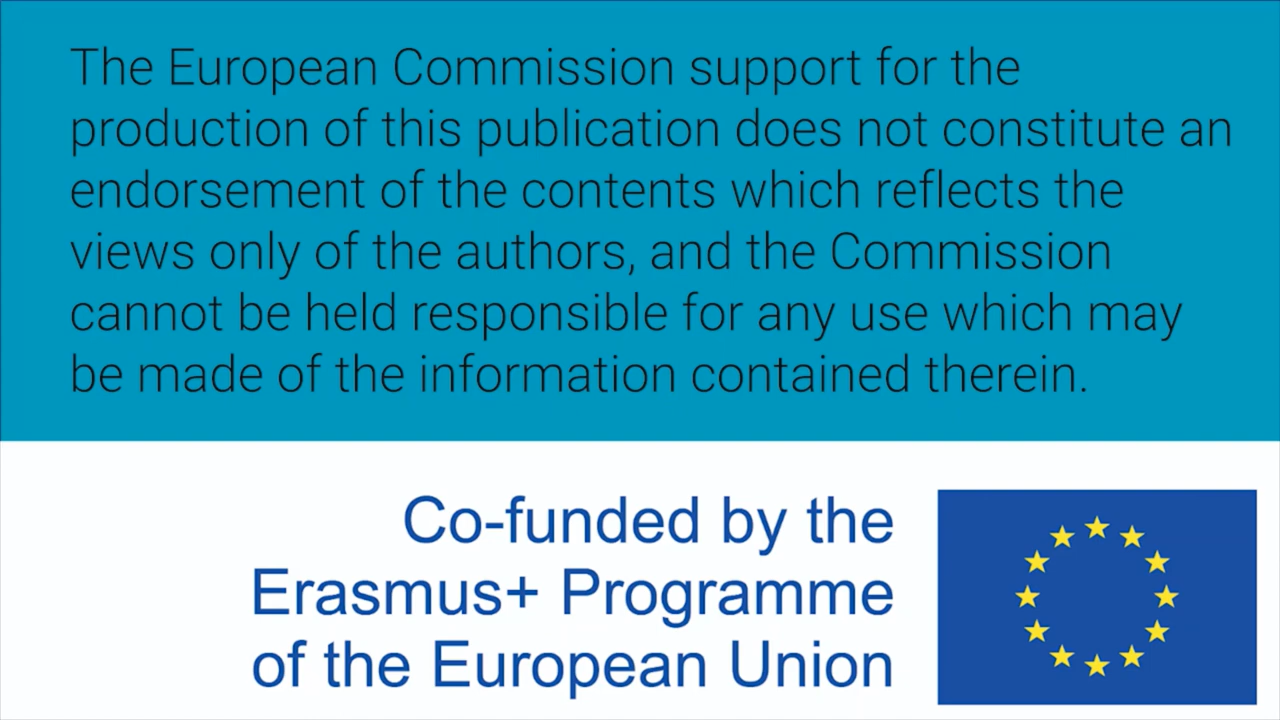 The European Commission support for the
production of this publication does not constitute an
endorsement of the contents which reflects the
views only of the authors, and the Commission
cannot be held responsible for any use which may
be made of the information contained therein.
Co-funded by the
Erasmus+ Programme
of the European Union